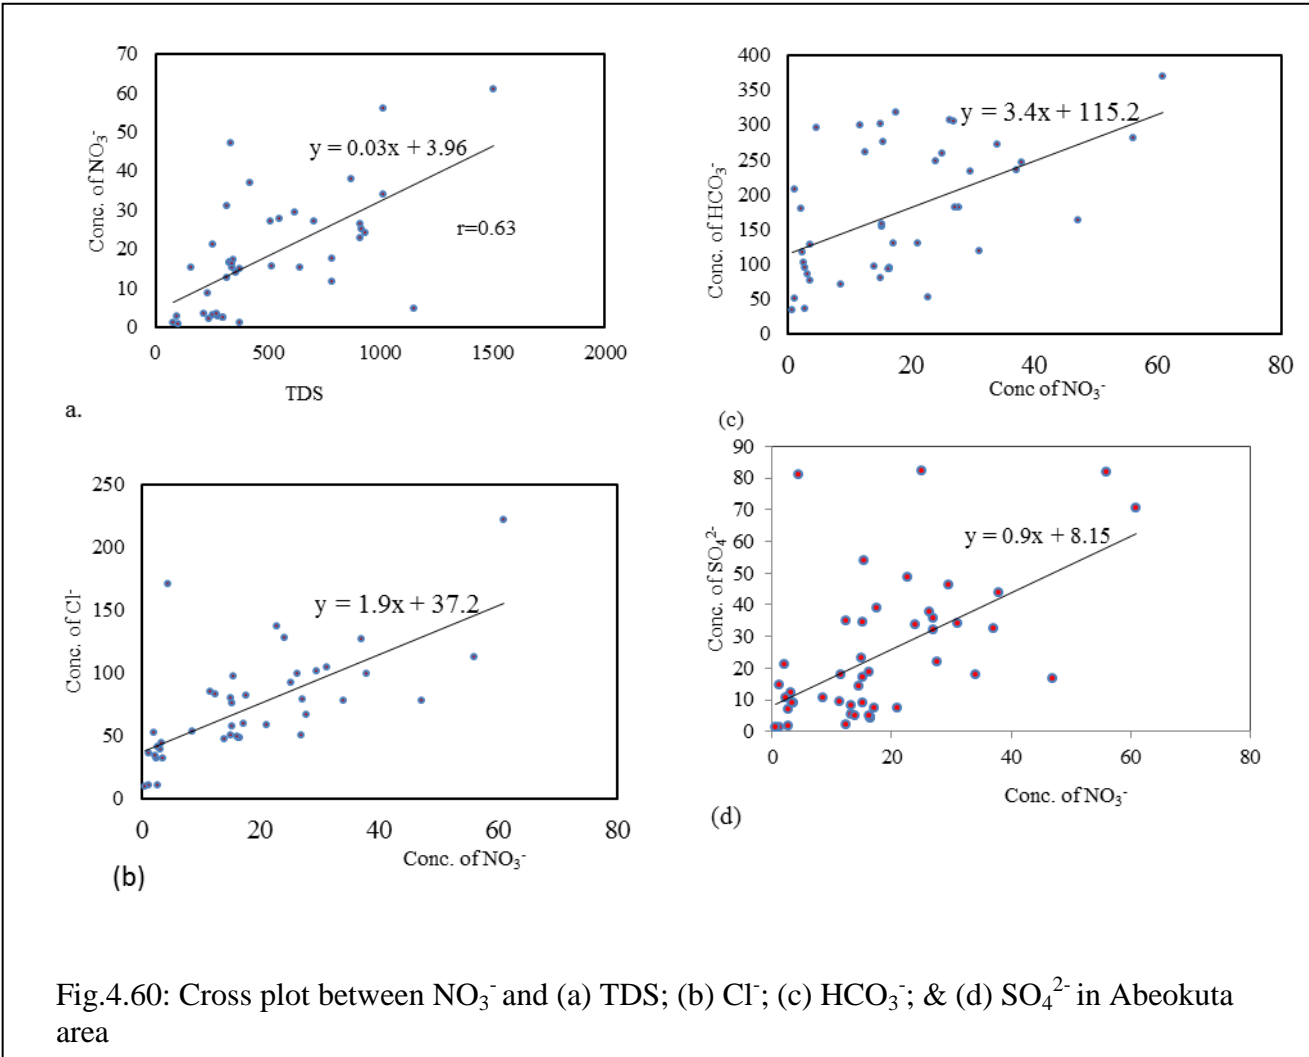 70
60
50
40
30
20
10
0
Conc. of NO₃⁻
y = 0.03x + 3.96
r=0.63
0 500 1000 1500 2000
TDS
a.
400
350
300
250
200
150
100
50
0
Conc. of HCO₃⁻
y = 3.4x + 115.2
0 20 40 60 80
Conc of NO₃⁻
(c)
250
200
150
100
50
0
Conc. of Cl⁻
y = 1.9x + 37.2
0 20 40 60 80
Conc. of NO₃⁻
(b)
90
80
70
60
50
40
30
20
10
0
Conc. of SO₄²⁻
y = 0.9x + 8.15
0 20 40 60 80
Conc. of NO₃⁻
(d)
Fig.4.60: Cross plot between NO₃⁻ and (a) TDS; (b) Cl⁻; (c) HCO₃⁻; & (d) SO₄²⁻ in Abeokuta
area